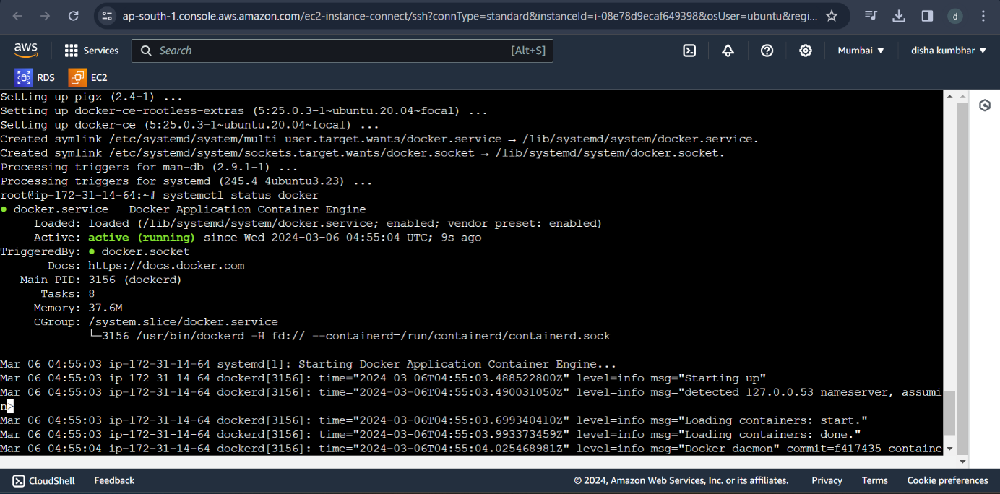 ap-south-1.console.aws.amazon.com/ec2-instance-connect/ssh?connType=standard&instanceId=i-08e78d9ecaf649398&osUser=ubuntu&regi...
d
aws
Services
Search [Alt+S]
Mumbai ▼
disha kumbhar ▼
RDS
EC2
Setting up pigz (2.4-1) ...
Setting up docker-ce-rootless-extras (5:25.0.3-1~ubuntu.20.04~focal) ...
Setting up docker-ce (5:25.0.3-1~ubuntu.20.04~focal) ...
Created symlink /etc/systemd/system/multi-user.target.wants/docker.service → /lib/systemd/system/docker.service.
Created symlink /etc/systemd/system/sockets.target.wants/docker.socket → /lib/systemd/system/docker.socket.
Processing triggers for man-db (2.9.1-1) ...
Processing triggers for systemd (245.4-4ubuntu3.23) ...
root@ip-172-31-14-64:~# systemctl status docker
● docker.service - Docker Application Container Engine
Loaded: loaded (/lib/systemd/system/docker.service; enabled; vendor preset: enabled)
Active: active (running) since Wed 2024-03-06 04:55:04 UTC; 9s ago
TriggeredBy: ● docker.socket
Docs: https://docs.docker.com
Main PID: 3156 (dockerd)
Tasks: 8
Memory: 37.6M
CGroup: /system.slice/docker.service
└─3156 /usr/bin/dockerd -H fd:// --containerd=/run/containerd/containerd.sock
Mar 06 04:55:03 ip-172-31-14-64 systemd[1]: Starting Docker Application Container Engine...
Mar 06 04:55:03 ip-172-31-14-64 dockerd[3156]: time="2024-03-06T04:55:03.488522800Z" level=info msg="Starting up"
Mar 06 04:55:03 ip-172-31-14-64 dockerd[3156]: time="2024-03-06T04:55:03.490031050Z" level=info msg="detected 127.0.0.53 nameserver, assumi
n>
Mar 06 04:55:03 ip-172-31-14-64 dockerd[3156]: time="2024-03-06T04:55:03.699340410Z" level=info msg="Loading containers: start."
Mar 06 04:55:03 ip-172-31-14-64 dockerd[3156]: time="2024-03-06T04:55:03.993373459Z" level=info msg="Loading containers: done."
Mar 06 04:55:04 ip-172-31-14-64 dockerd[3156]: time="2024-03-06T04:55:04.025468981Z" level=info msg="Docker daemon" commit=f417435 containe
CloudShell
Feedback
© 2024, Amazon Web Services, Inc. or its affiliates.
Privacy
Terms
Cookie preferences